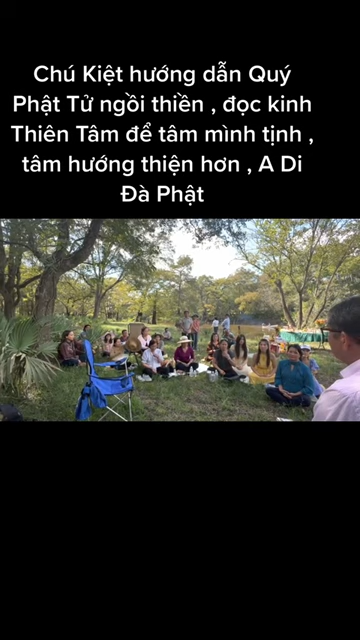 Chú Kiệt hướng dẫn Quý
Phật Tử ngồi thiền , đọc kinh
Thiên Tâm để tâm mình tịnh ,
tâm hướng thiện hơn , A Di
Đà Phật